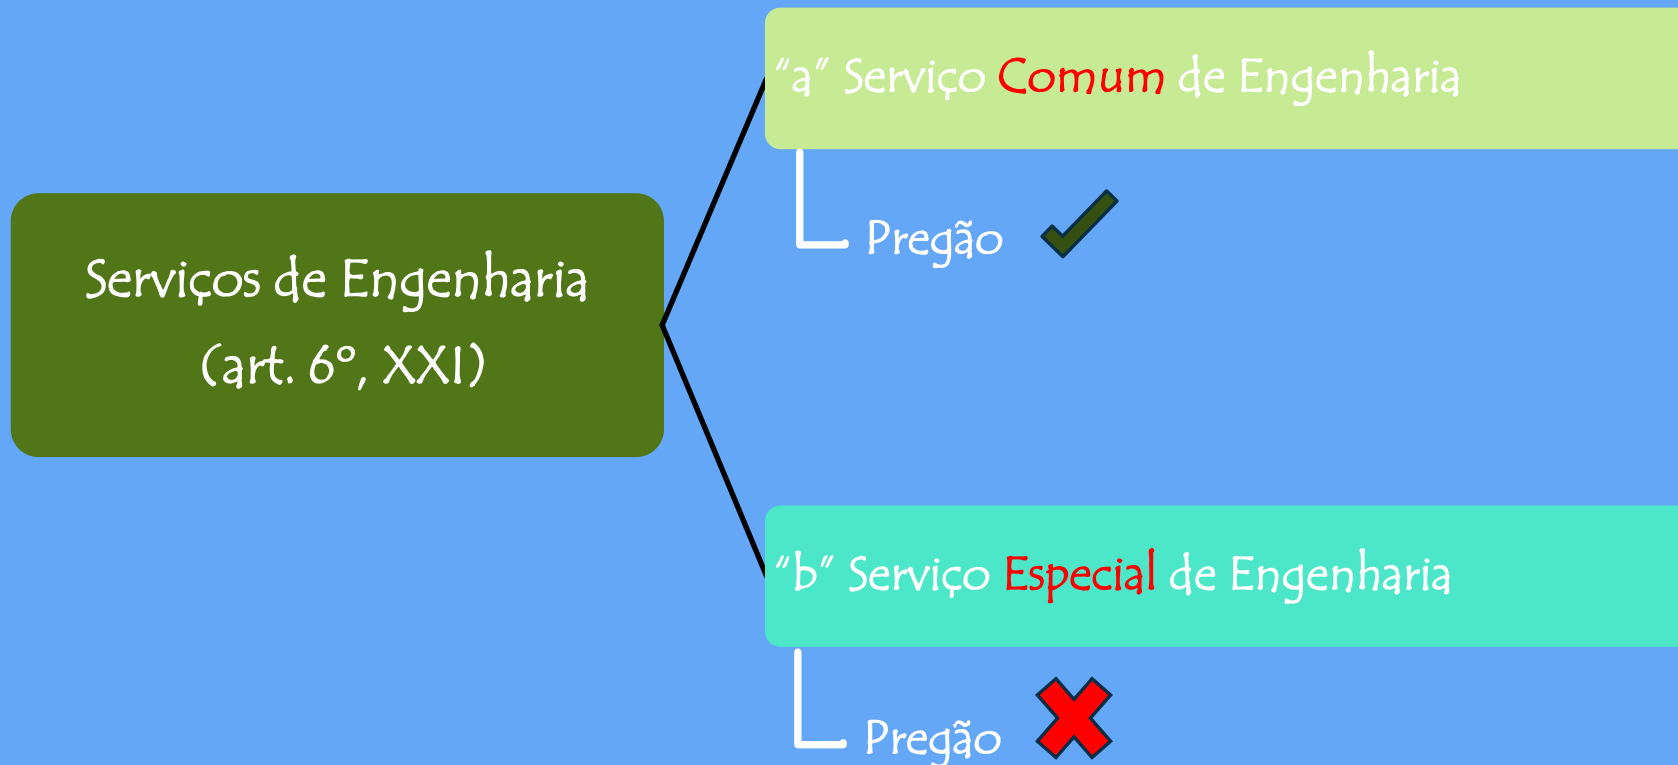 Serviços de Engenharia
(art. 6º, XXI)
"a" Serviço Comum de Engenharia
Pregão
"b" Serviço Especial de Engenharia
Pregão